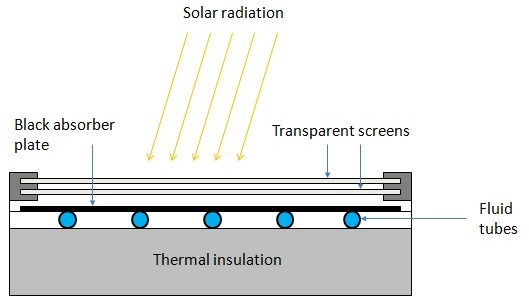 Solar radiation
Black absorber
plate
Transparent screens
Fluid
tubes
Thermal insulation